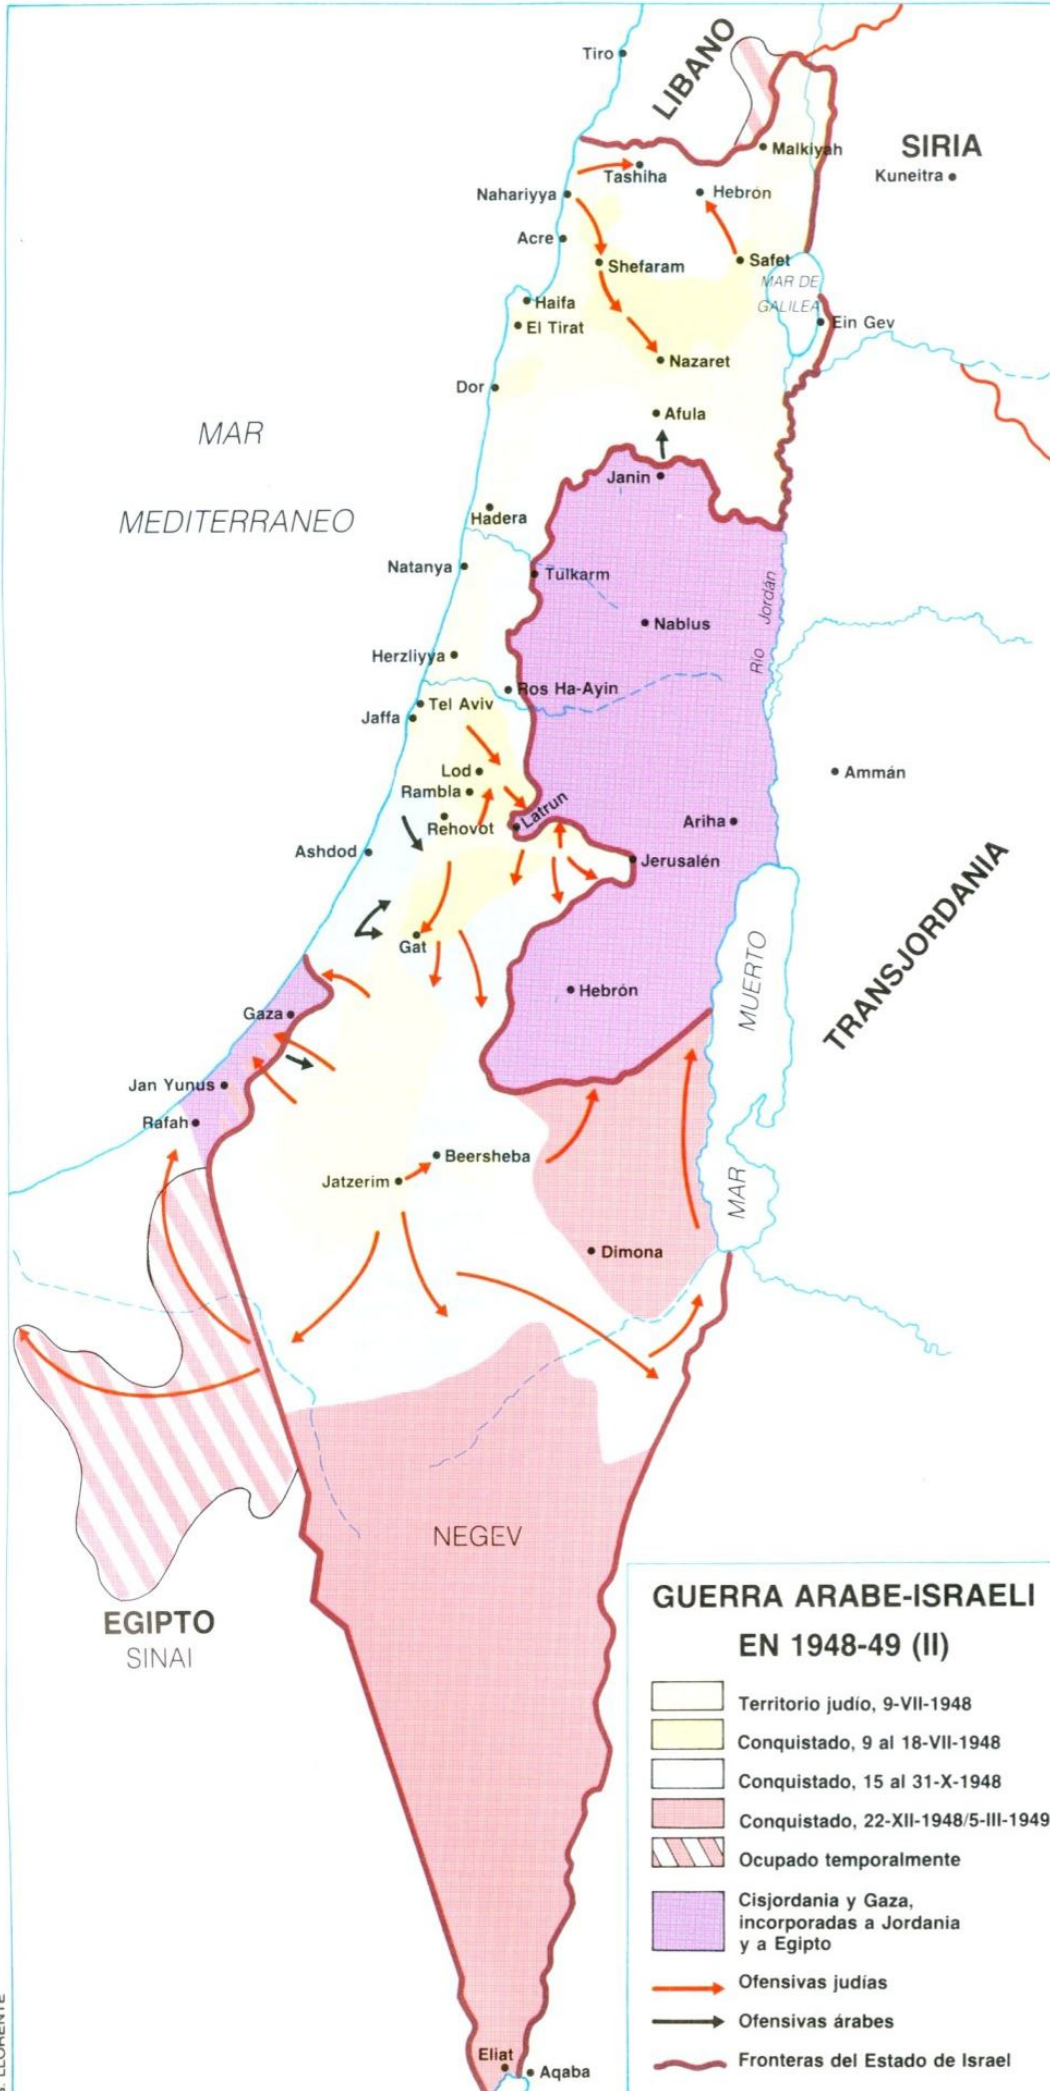 Tiro
LIBANO
Malkiyah
SIRIA
Kuneitra
Tashiha
Nahariyya
Hebrón
Acre
Shefaram
Safet
MAR DE
GALILEA
Haifa
El Tirat
Ein Gev
Nazaret
Dor
Afula
MAR
MEDITERRANEO
Janin
Hadera
Natanya
Tulkarm
Río Jordán
Nablus
Herzliyya
Ros Ha-Ayin
Tel Aviv
Jaffa
Lod
Rambla
Ammán
Latrun
Rehovot
Ariha
Ashdod
Jerusalén
TRANSJORDANIA
Gat
Hebrón
MAR MUERTO
Gaza
Jan Yunus
Rafah
Beersheba
Jatzerim
Dimona
NEGEV
EGIPTO
SINAI
GUERRA ARABE-ISRAELI
EN 1948-49 (II)
Territorio judío, 9-VII-1948
Conquistado, 9 al 18-VII-1948
Conquistado, 15 al 31-X-1948
Conquistado, 22-XII-1948/5-III-1949
Ocupado temporalmente
Cisjordania y Gaza,
incorporadas a Jordania
y a Egipto
Ofensivas judías
Ofensivas árabes
Fronteras del Estado de Israel
Eliat
Aqaba
LLORENTE